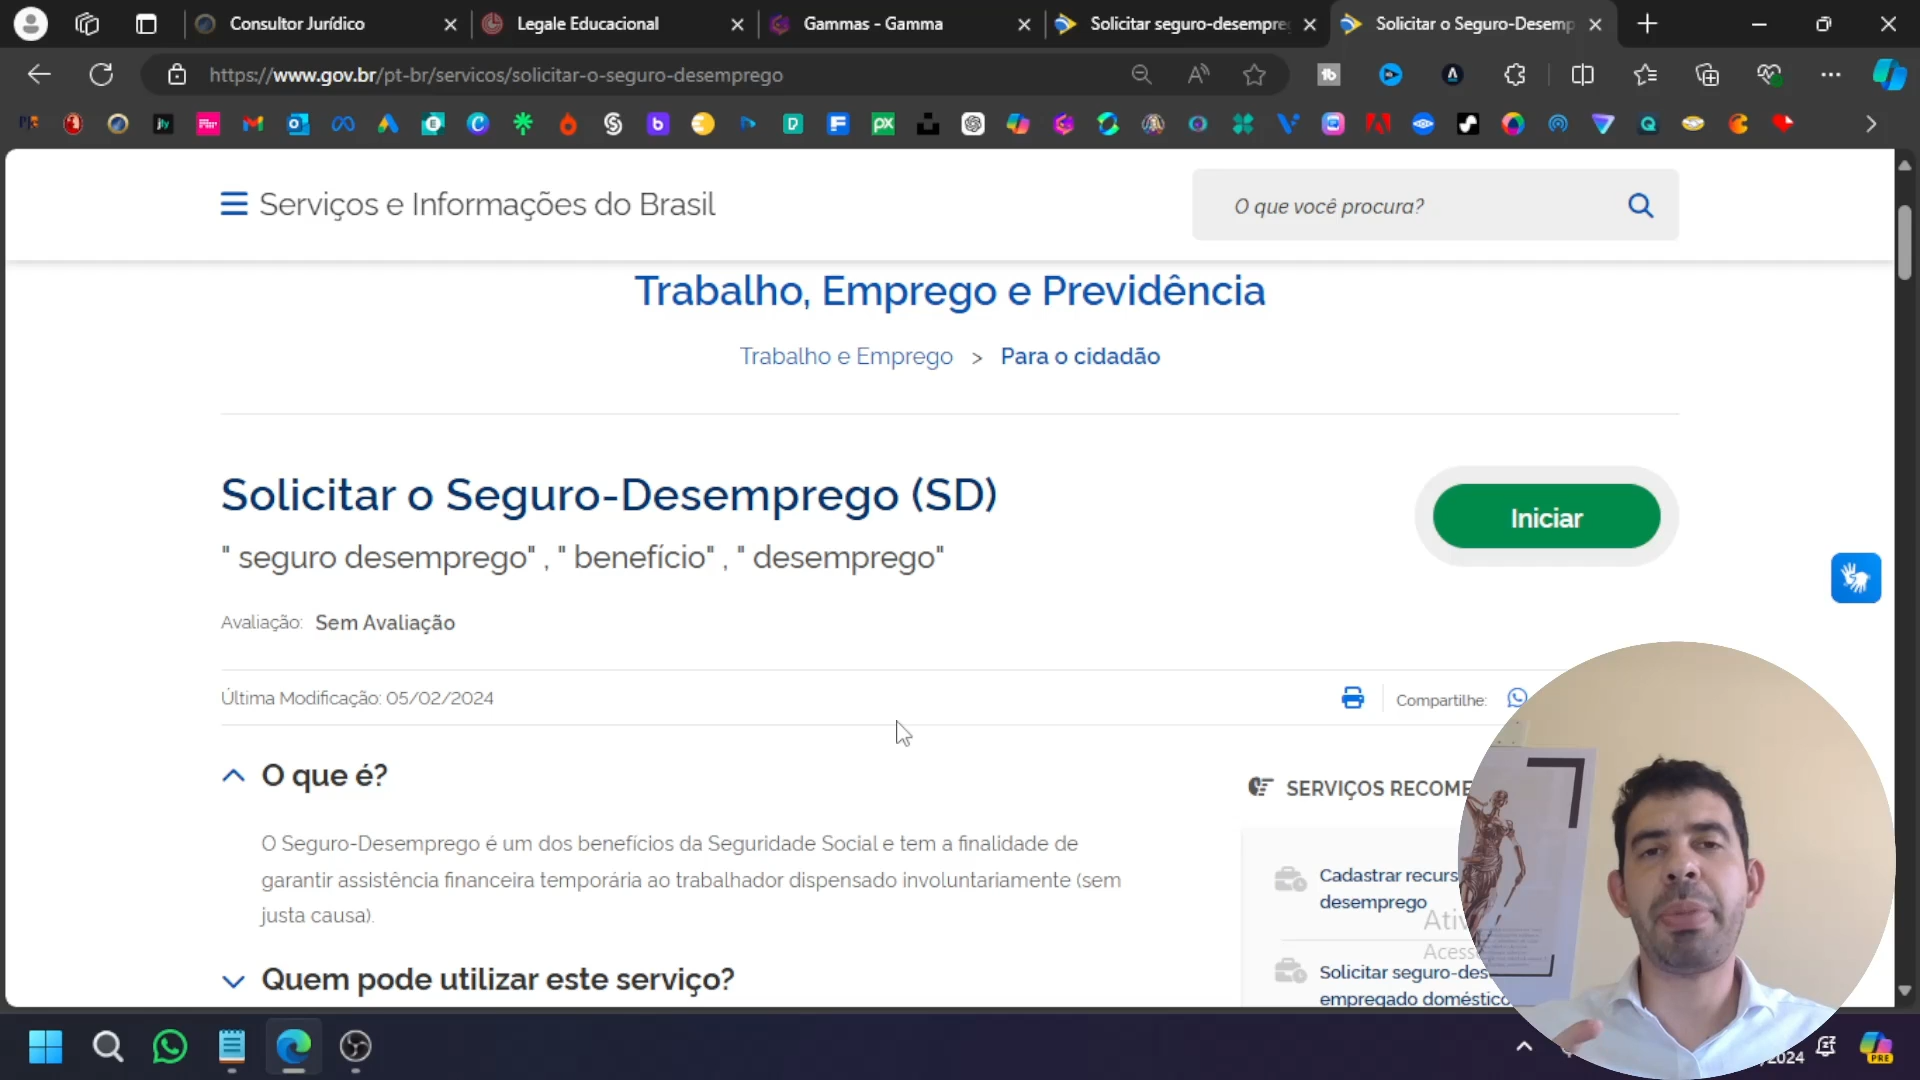 Consultor Jurídico
Legale Educacional
Gammas - Gamma
Solicitar seguro-desempre
Solicitar o Seguro-Desemp
https://www.gov.br/pt-br/servicos/solicitar-o-seguro-desemprego
Serviços e Informações do Brasil
O que você procura?
Trabalho, Emprego e Previdência
Trabalho e Emprego > Para o cidadão
Solicitar o Seguro-Desemprego (SD)
Iniciar
" seguro desemprego" , " benefício" , " desemprego"
Avaliação: Sem Avaliação
Última Modificação: 05/02/2024
Compartilhe:
O que é?
SERVIÇOS RECOME
O Seguro-Desemprego é um dos benefícios da Seguridade Social e tem a finalidade de
garantir assistência financeira temporária ao trabalhador dispensado involuntariamente (sem
justa causa).
Cadastrar recurs
desemprego
Ativ
Acess
Quem pode utilizar este serviço?
Solicitar seguro-des
empregado doméstico
2024
PRE